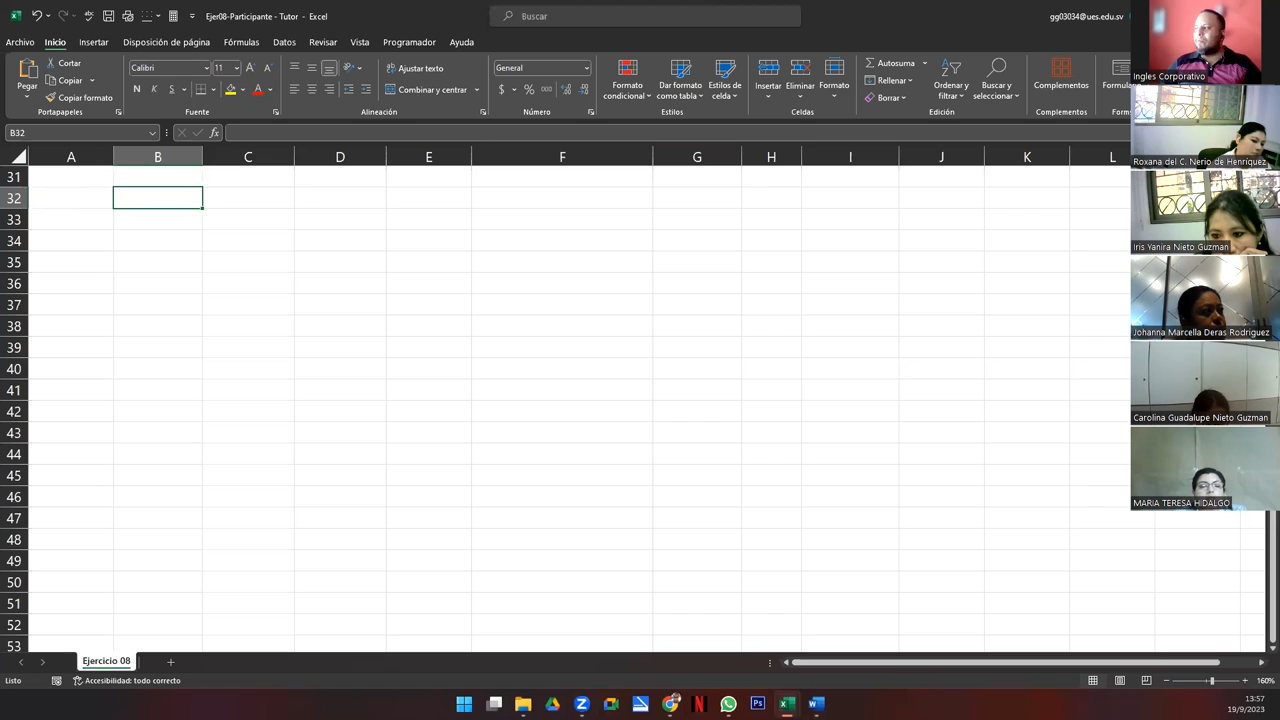 Ejer08-Participante - Tutor - Excel
Buscar
gg03034@ues.edu.sv
Archivo Inicio Insertar Disposición de página Fórmulas Datos Revisar Vista Programador Ayuda
Pegar
Cortar
Copiar
Copiar formato
Portapapeles
Calibri 11
N K S
Fuente
Ajustar texto
Combinar y centrar
Alineación
General
$ % 000
Número
Formato condicional
Dar formato como tabla
Estilos de celda
Estilos
Insertar Eliminar Formato
Celdas
Autosuma
Rellenar
Borrar
Ordenar y filtrar
Buscar y seleccionar
Edición
Complementos
Complementos
B32
fx
A B C D E F G H I J K L
31
32
33
34
35
36
37
38
39
40
41
42
43
44
45
46
47
48
49
50
51
52
53
Ingles Corporativo
Roxana del C. Nerio de Henríquez
Iris Yanira Nieto Guzman
Johanna Marcella Deras Rodriguez
Carolina Guadalupe Nieto Guzman
MARIA TERESA HIDALGO
Ejercicio 08
Listo
Accesibilidad: todo correcto
160%
13:57
19/9/2023